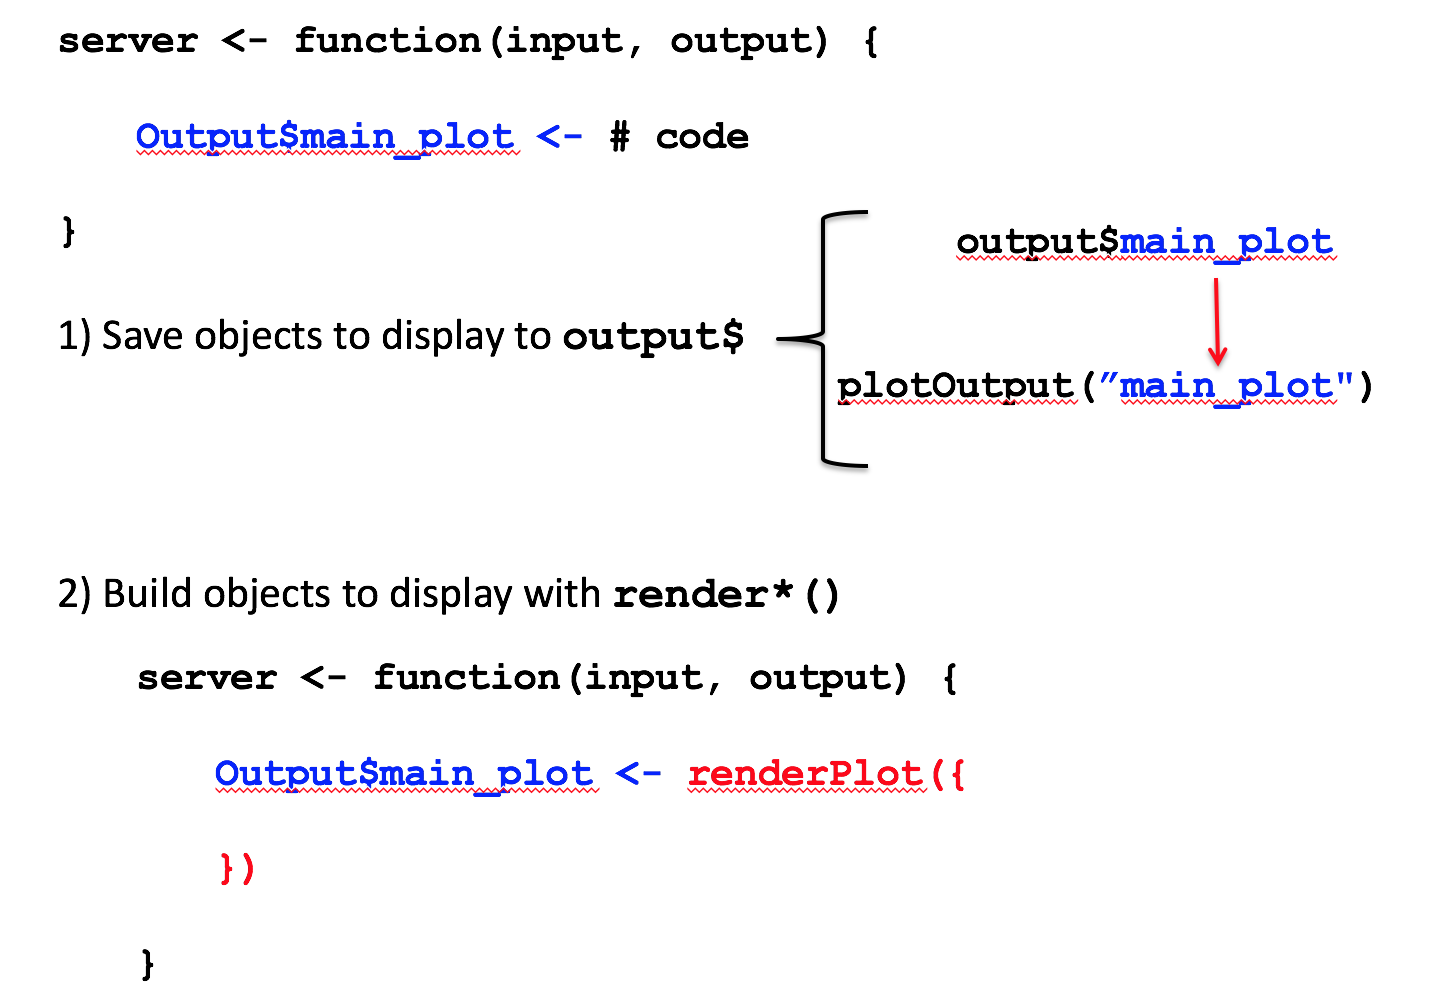 server <- function(input, output) {
Output$main_plot <- # code
}
output$main_plot
1) Save objects to display to output$
plotOutput(″main_plot")
2) Build objects to display with render*()
server <- function(input, output) {
Output$main_plot <- renderPlot({
})
}